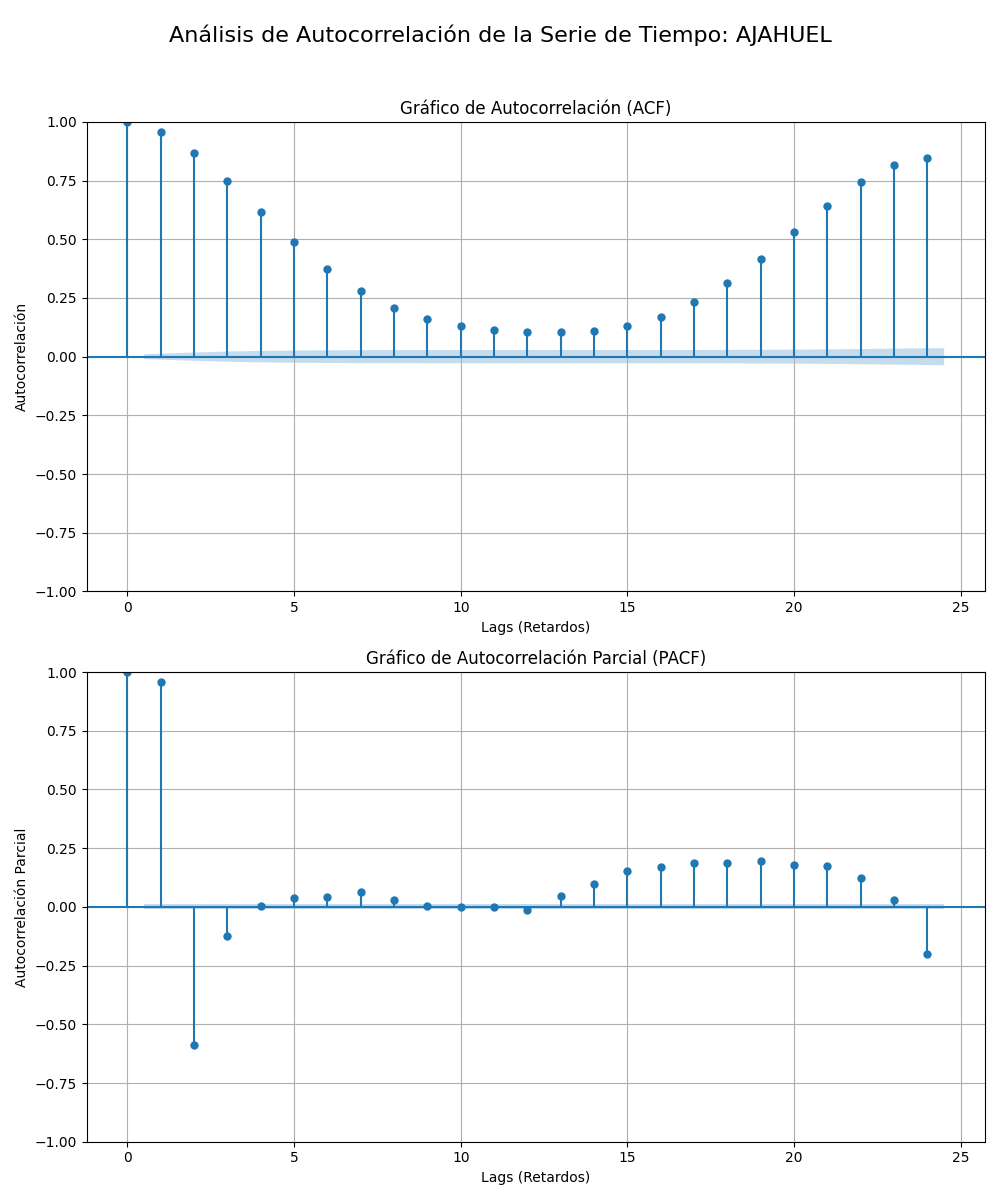 Análisis de Autocorrelación de la Serie de Tiempo: AJAHUEL
Gráfico de Autocorrelación (ACF)
1.00
0.75
0.50
0.25
0.00
−0.25
−0.50
−0.75
−1.00
Autocorrelación
0 5 10 15 20 25
Lags (Retardos)
Gráfico de Autocorrelación Parcial (PACF)
1.00
0.75
0.50
0.25
0.00
−0.25
−0.50
−0.75
−1.00
Autocorrelación Parcial
0 5 10 15 20 25
Lags (Retardos)